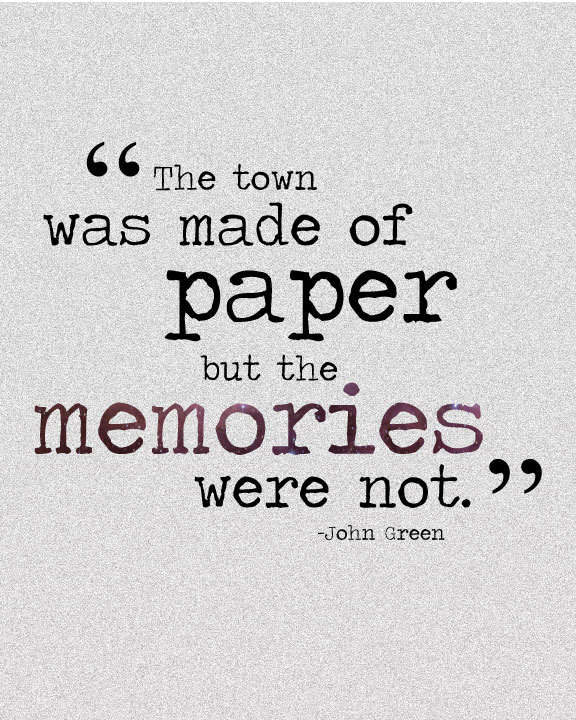 “The town
was made of
paper
but the
memories
were not.”
-John Green